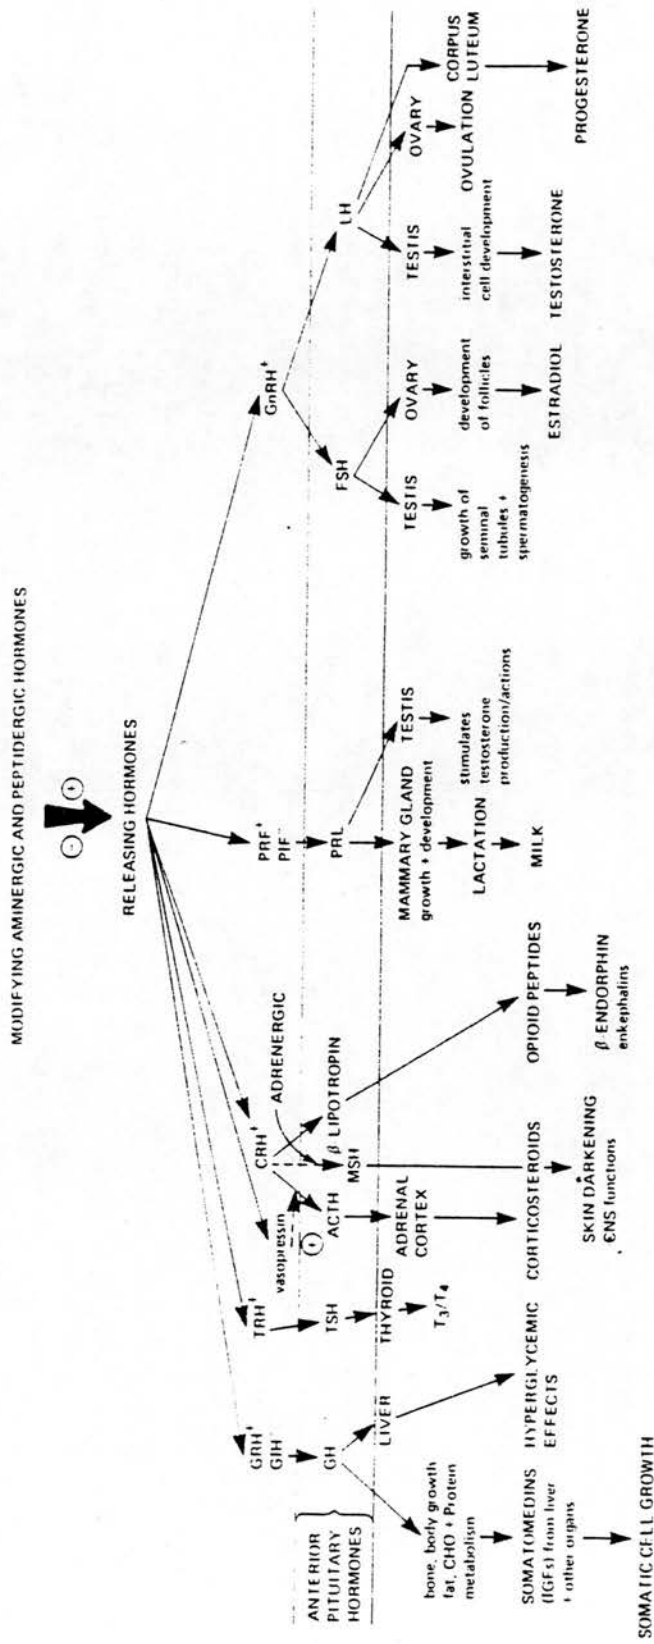 MODIFYING AMINERGIC AND PEPTIDERGIC HORMONES
(-) (+)
RELEASING HORMONES
GRH+
GIH-
TRH+
vasopressin
(+)
CRH+
ADRENERGIC
PRF+
PIF-
GnRH+
ANTERIOR
PITUITARY
HORMONES
GH
TSH
ACTH
MSH
β-LIPOTROPIN
PRL
FSH
LH
bone, body growth
fat, CHO + Protein
metabolism
LIVER
THYROID
ADRENAL
CORTEX
MAMMARY GLAND
growth + development
TESTIS
TESTIS
OVARY
TESTIS
OVARY
CORPUS
LUTEUM
T3/T4
LACTATION
stimulates
testosterone
production/actions
growth of
seminal
tubules +
spermatogenesis
development
of follicles
interstitial
cell development
OVULATION
SOMATOMEDINS
(IGFs) from liver
+ other organs
HYPERGLYCEMIC
EFFECTS
CORTICOSTEROIDS
OPIOID PEPTIDES
MILK
ESTRADIOL
TESTOSTERONE
PROGESTERONE
SKIN DARKENING
CNS functions
β-ENDORPHIN
enkephalins
SOMATIC CELL GROWTH